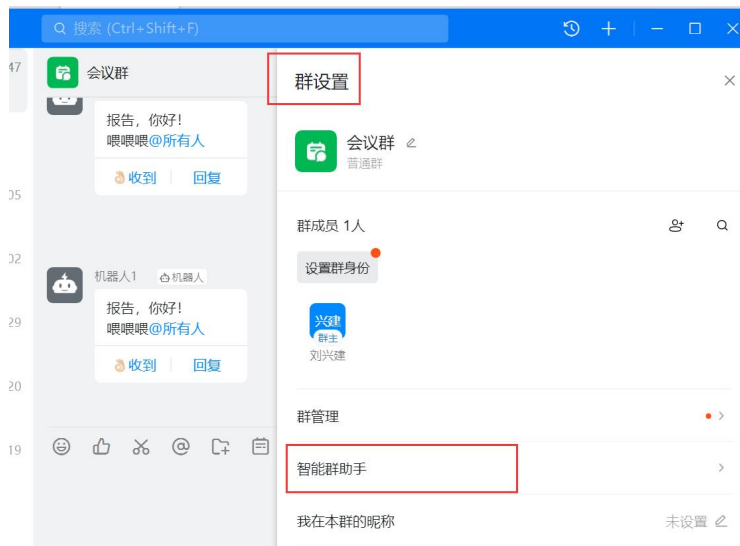 搜索 (Ctrl+Shift+F)
47
会议群
报告，你好！
喂喂喂@所有人
收到
回复
05
02
机器人1
机器人
报告，你好！
喂喂喂@所有人
29
收到
回复
20
19
群设置
会议群
普通群
群成员 1人
设置群身份
兴建
群主
刘兴建
群管理
智能群助手
我在本群的昵称
未设置